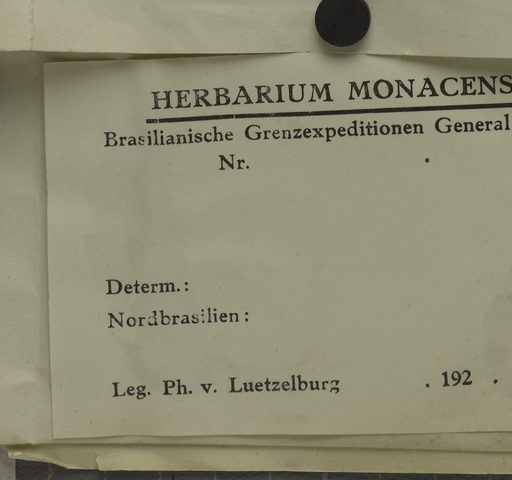 HERBARIUM MONACENS
Brasilianische Grenzexpeditionen General
Nr. .
Determ.:
Nordbrasilien:
Leg. Ph. v. Luetzelburg . 192 .